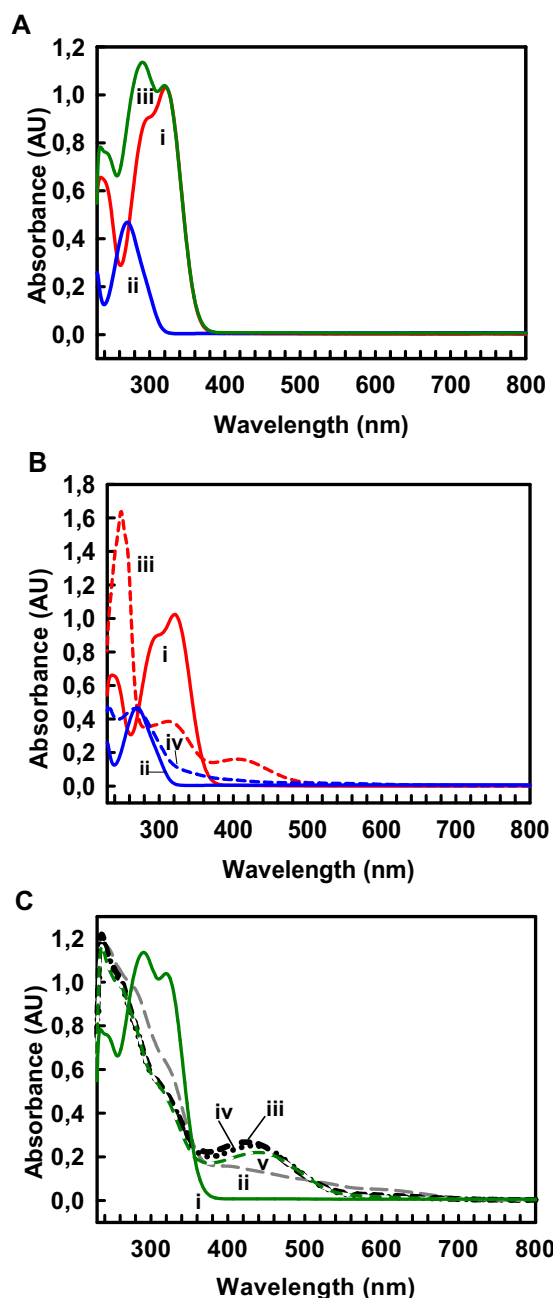 A
1,2
1,0
0,8
0,6
0,4
0,2
0,0
Absorbance (AU)
iii
i
ii
300 400 500 600 700 800
Wavelength (nm)
B
1,8
1,6
1,4
1,2
1,0
0,8
0,6
0,4
0,2
0,0
Absorbance (AU)
iii
i
iv
ii
300 400 500 600 700 800
Wavelength (nm)
C
1,2
1,0
0,8
0,6
0,4
0,2
0,0
Absorbance (AU)
iv iii
v
ii
i
300 400 500 600 700 800
Wavelength (nm)